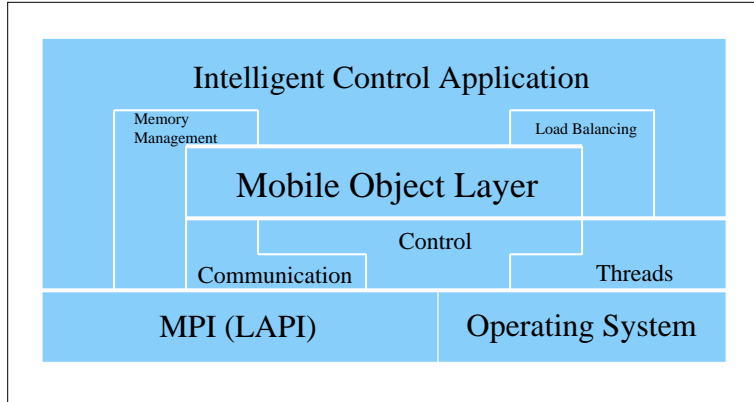 Intelligent Control Application
Memory
Management
Load Balancing
Mobile Object Layer
Control
Communication
Threads
MPI (LAPI)
Operating System